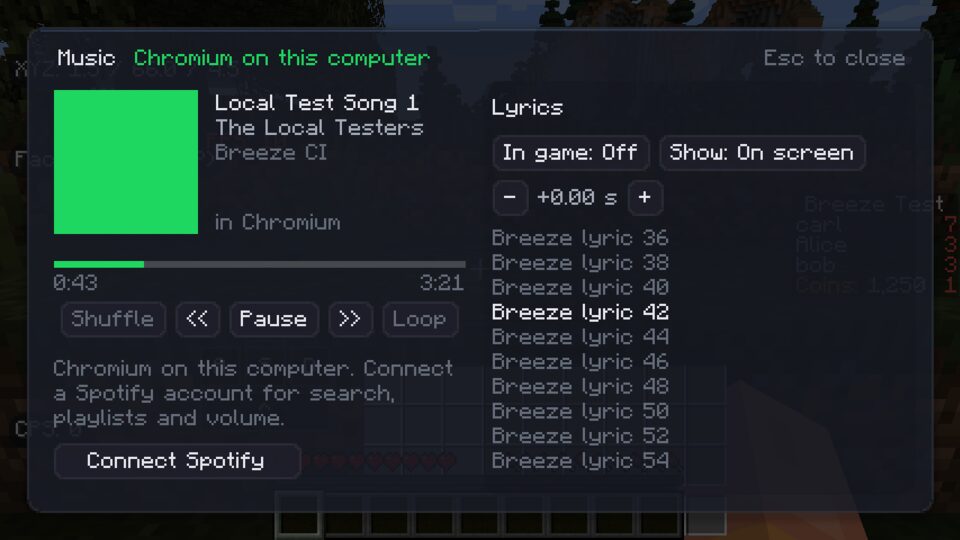 Music Chromium on this computer
Esc to close
Local Test Song 1
The Local Testers
Breeze CI
in Chromium
0:43
3:21
Shuffle << Pause >> Loop
Chromium on this computer. Connect
a Spotify account for search,
playlists and volume.
Connect Spotify
Lyrics
In game: Off Show: On screen
- +0.00 s +
Breeze lyric 36
Breeze lyric 38
Breeze lyric 40
Breeze lyric 42
Breeze lyric 44
Breeze lyric 46
Breeze lyric 48
Breeze lyric 50
Breeze lyric 52
Breeze lyric 54
Breeze Test
carl 7
Alice 3
bob 3
Coins: 1,250 1